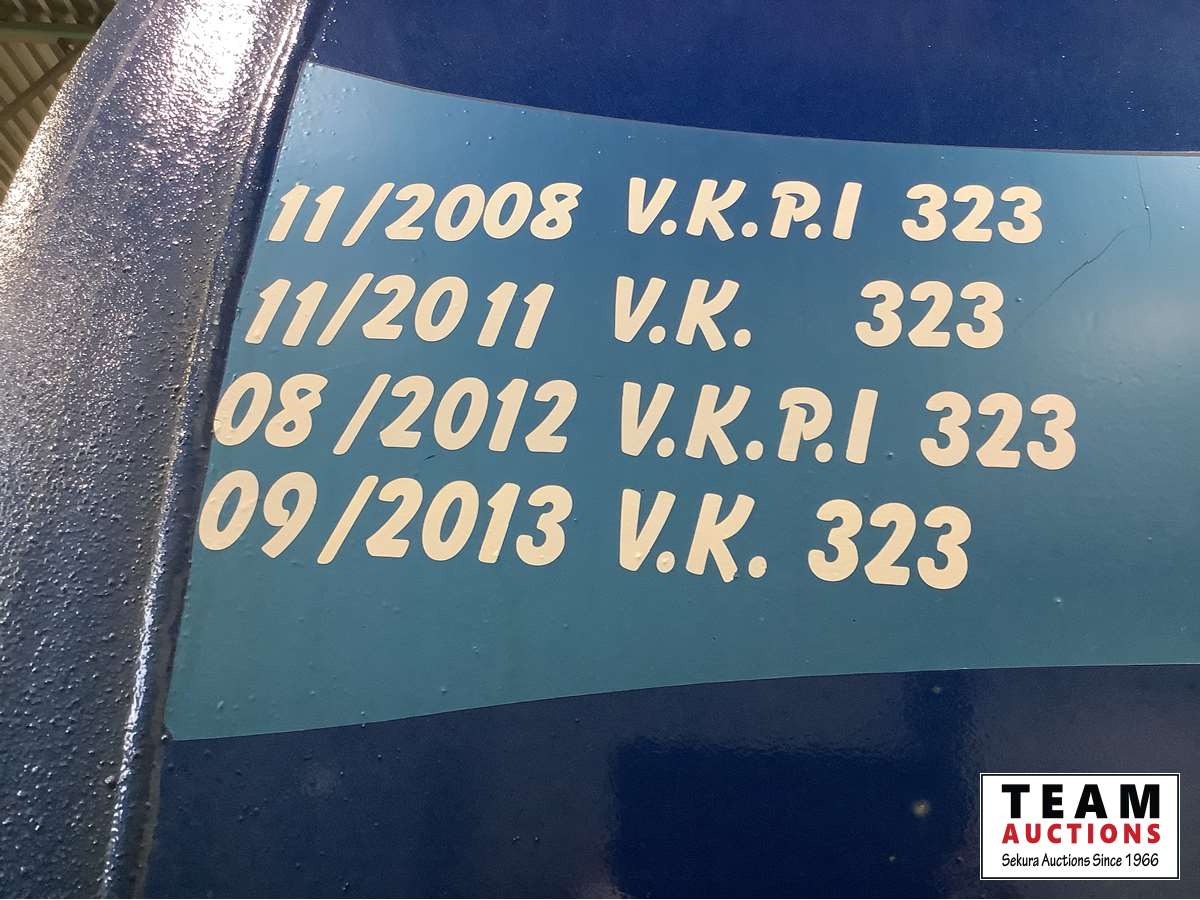 11/2008 V.K.P.I 323
11/2011 V.K. 323
08/2012 V.K.P.I 323
09/2013 V.K. 323
TEAM
AUCTIONS
Sekura Auctions Since 1966